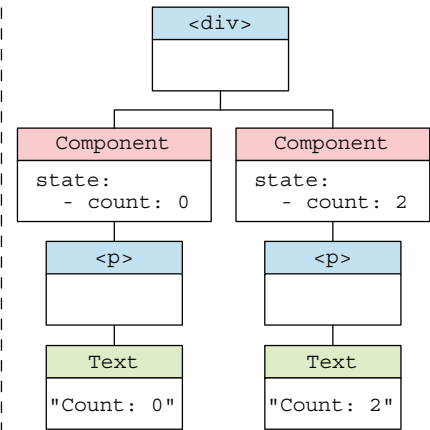 <div>
Component
state:
- count: 0
Component
state:
- count: 2
<p>
<p>
Text
"Count: 0"
Text
"Count: 2"